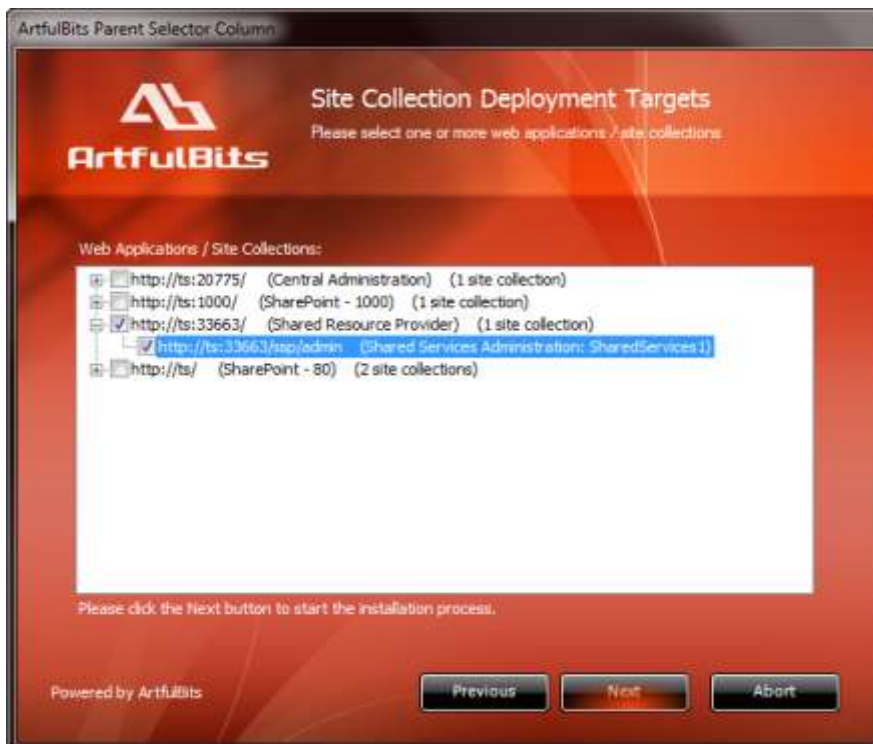 ArtfulBits Parent Selector Column
ArtfulBits
Site Collection Deployment Targets
Please select one or more web applications / site collections
Web Applications / Site Collections:
http://ts:20775/ (Central Administration) (1 site collection)
http://ts:1000/ (SharePoint - 1000) (1 site collection)
http://ts:33663/ (Shared Resource Provider) (1 site collection)
http://ts:33663/ssp/admin (Shared Services Administration: SharedServices1)
http://ts/ (SharePoint - 80) (2 site collections)
Please click the Next button to start the installation process.
Powered by ArtfulBits
Previous
Next
Abort